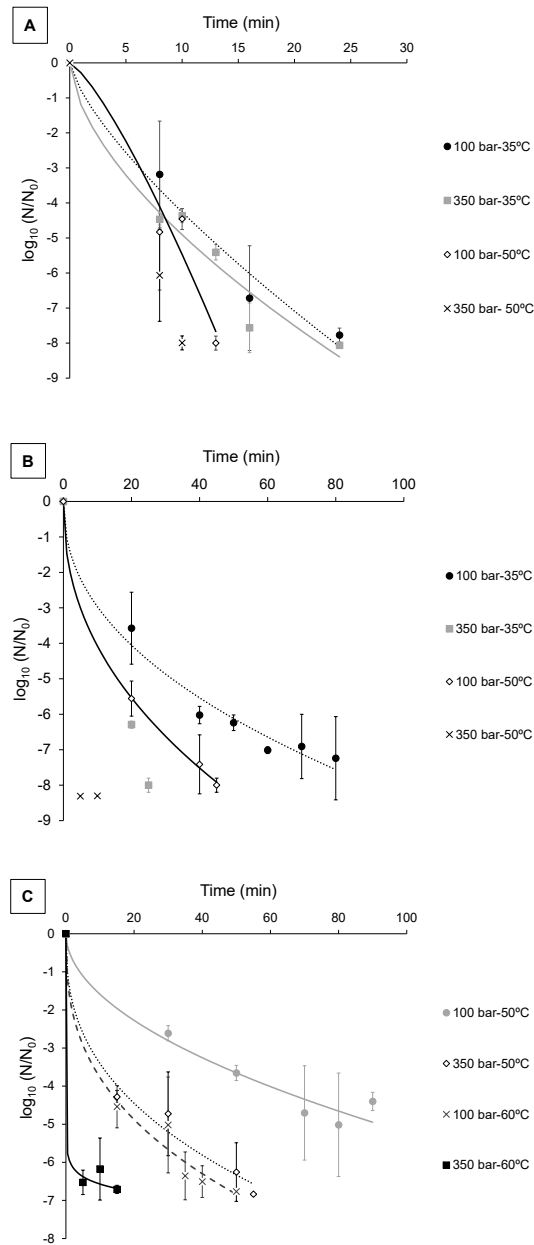 A
Time (min)
0 5 10 15 20 25 30
0
-1
-2
-3
-4
-5
-6
-7
-8
-9
log10 (N/N0)
100 bar-35ºC
350 bar-35ºC
100 bar-50ºC
350 bar- 50ºC
B
Time (min)
0 20 40 60 80 100
0
-1
-2
-3
-4
-5
-6
-7
-8
-9
log10 (N/N0)
100 bar-35ºC
350 bar-35ºC
100 bar-50ºC
350 bar-50ºC
C
Time (min)
0 20 40 60 80 100
0
-1
-2
-3
-4
-5
-6
-7
-8
log10 (N/N0)
100 bar-50ºC
350 bar-50ºC
100 bar-60ºC
350 bar-60ºC